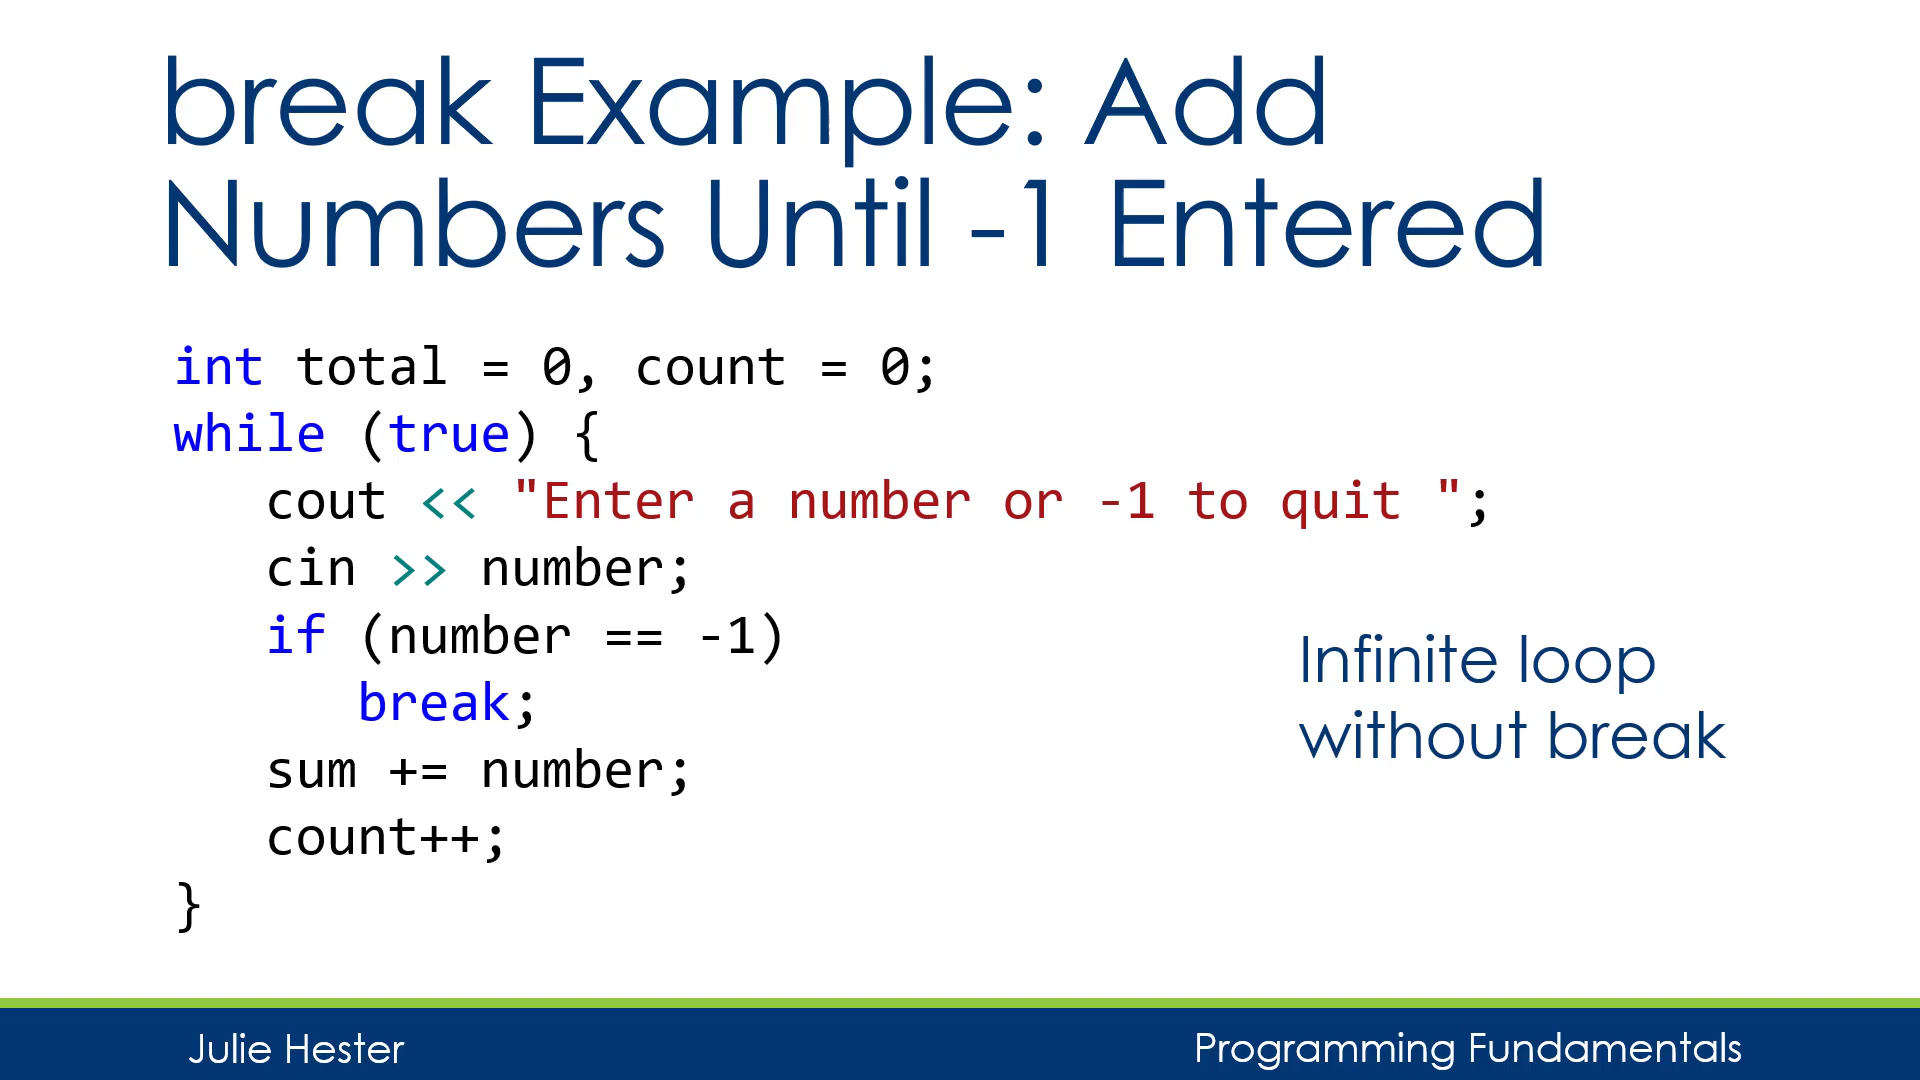 break Example: Add
Numbers Until -1 Entered
int total = 0, count = 0;
while (true) {
   cout << "Enter a number or -1 to quit ";
   cin >> number;
   if (number == -1)
      break;
   sum += number;
   count++;
}
Infinite loop
without break
Julie Hester
Programming Fundamentals